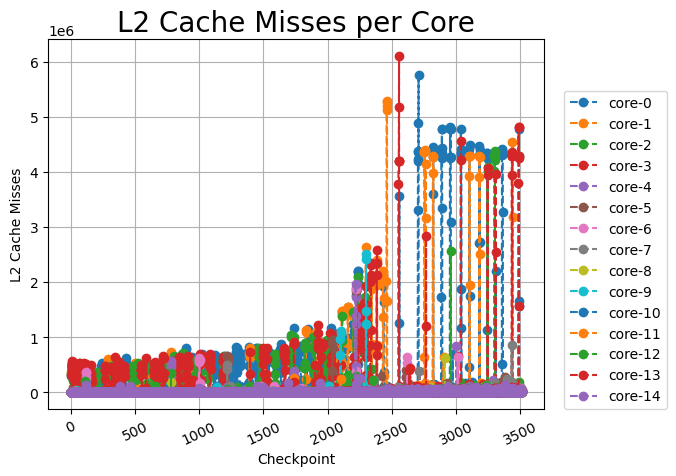 L2 Cache Misses per Core
1e6
6
5
4
3
2
1
0
L2 Cache Misses
0
500
1000
1500
2000
2500
3000
3500
Checkpoint
core-0
core-1
core-2
core-3
core-4
core-5
core-6
core-7
core-8
core-9
core-10
core-11
core-12
core-13
core-14